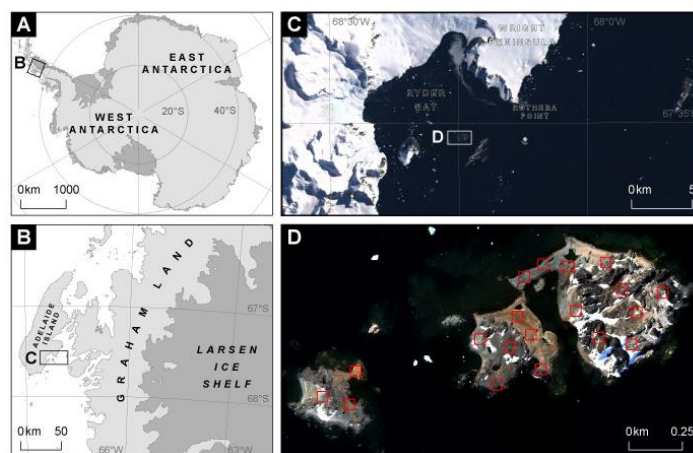 A
EAST
ANTARCTICA
B
WEST
ANTARCTICA
20°S
40°S
0km 1000
B
GRAHAM LAND
ADELAIDE
ISLAND
67°S
C
LARSEN
ICE
SHELF
68°S
0km 50
66°W
63°W
C
68°30'W
68°0'W
WRIGHT
PENINSULA
RYDER
BAY
ROTHERA
POINT
67°35'
D
0km 5
D
0km 0.25